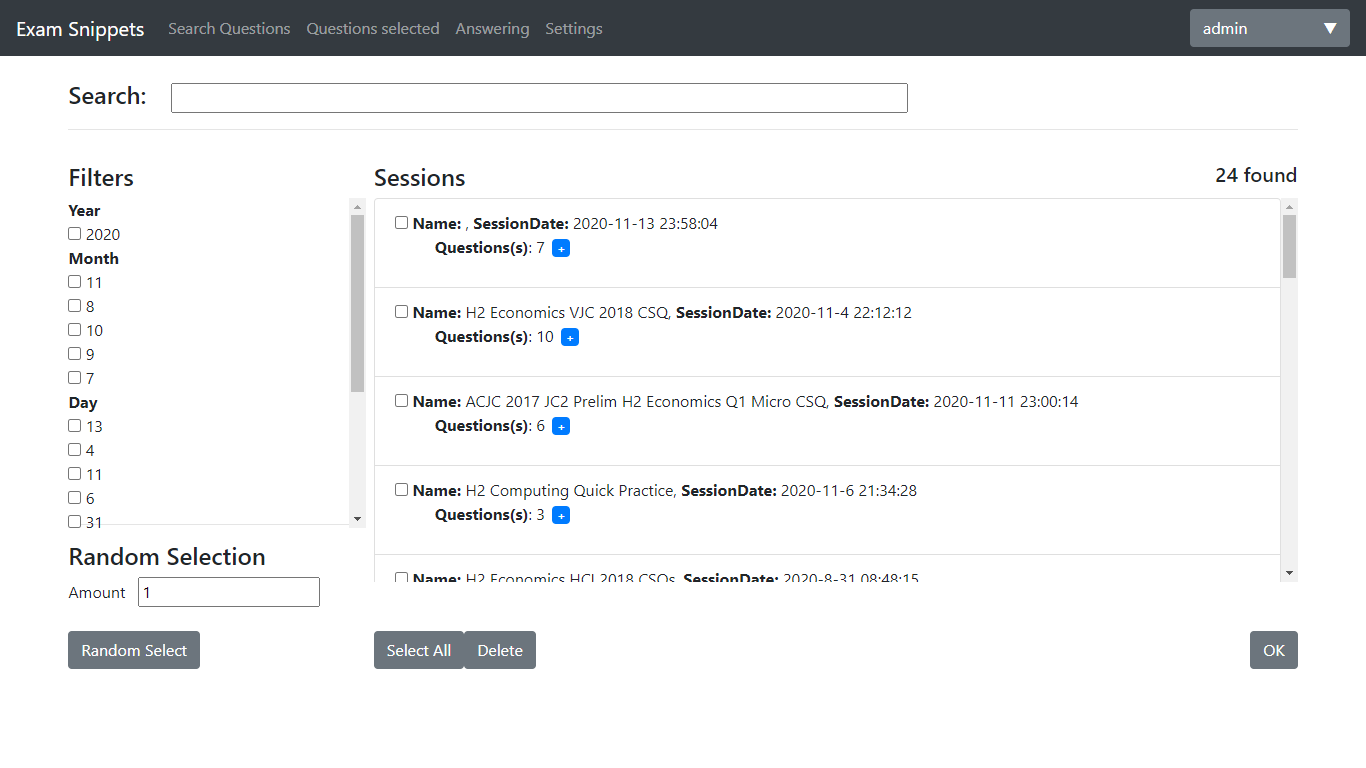 Exam Snippets Search Questions Questions selected Answering Settings admin ▼
Search:
Filters
Year
2020
Month
11
8
10
9
7
Day
13
4
11
6
31
Random Selection
Amount 1
Random Select
Sessions 24 found
Name: , SessionDate: 2020-11-13 23:58:04
Questions(s): 7 +
Name: H2 Economics VJC 2018 CSQ, SessionDate: 2020-11-4 22:12:12
Questions(s): 10 +
Name: ACJC 2017 JC2 Prelim H2 Economics Q1 Micro CSQ, SessionDate: 2020-11-11 23:00:14
Questions(s): 6 +
Name: H2 Computing Quick Practice, SessionDate: 2020-11-6 21:34:28
Questions(s): 3 +
Name: H2 Economics HCI 2018 CSQs, SessionDate: 2020-8-31 08:48:15
Select All Delete OK